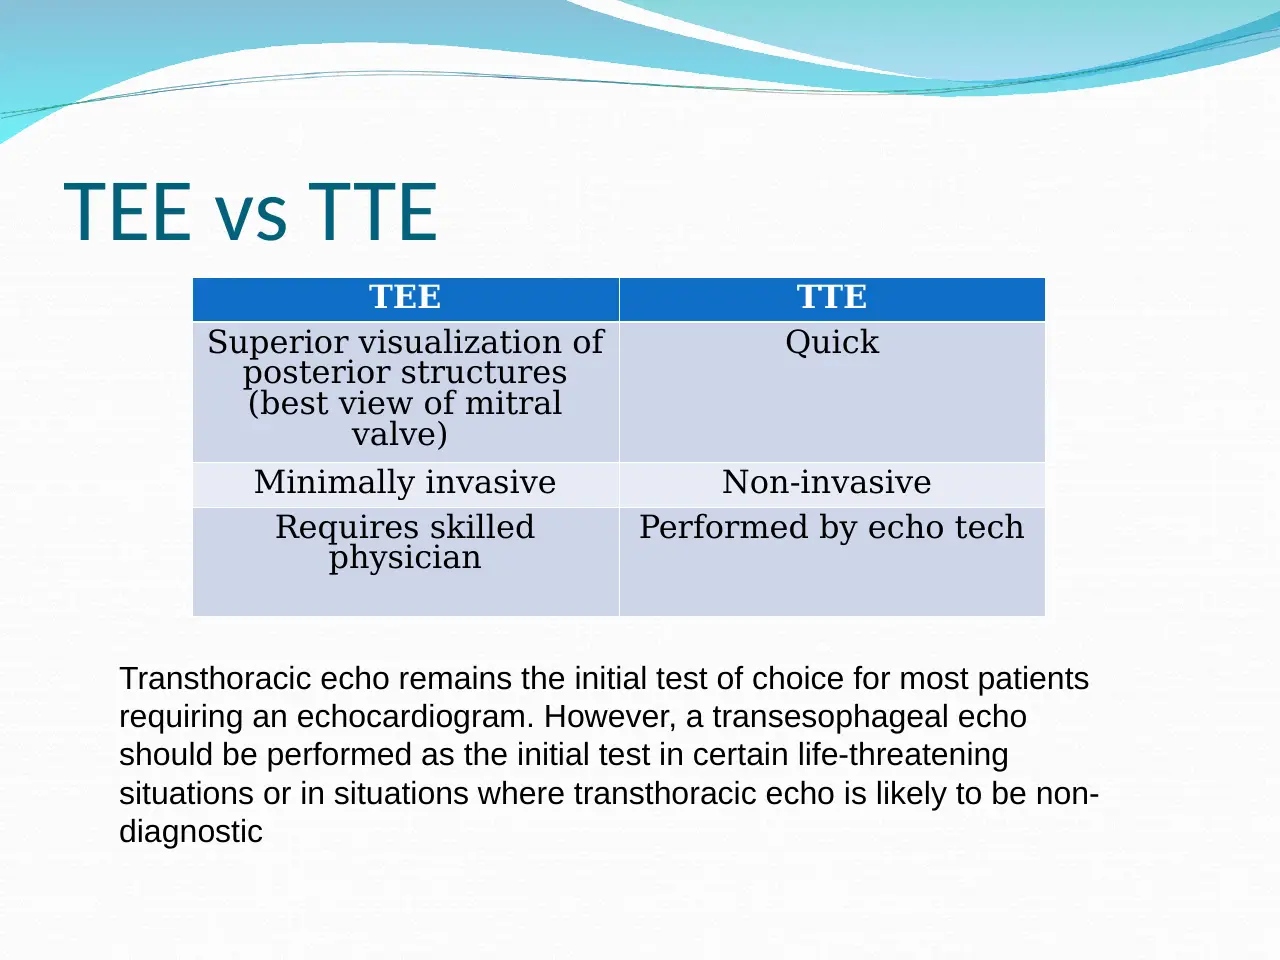 TEE vs TTE
TEE TTE
Superior visualization of
posterior structures
(best view of mitral
valve)
Quick
Minimally invasive
Non-invasive
Requires skilled
physician
Performed by echo tech
Transthoracic echo remains the initial test of choice for most patients
requiring an echocardiogram. However, a transesophageal echo
should be performed as the initial test in certain life-threatening
situations or in situations where transthoracic echo is likely to be non-
diagnostic